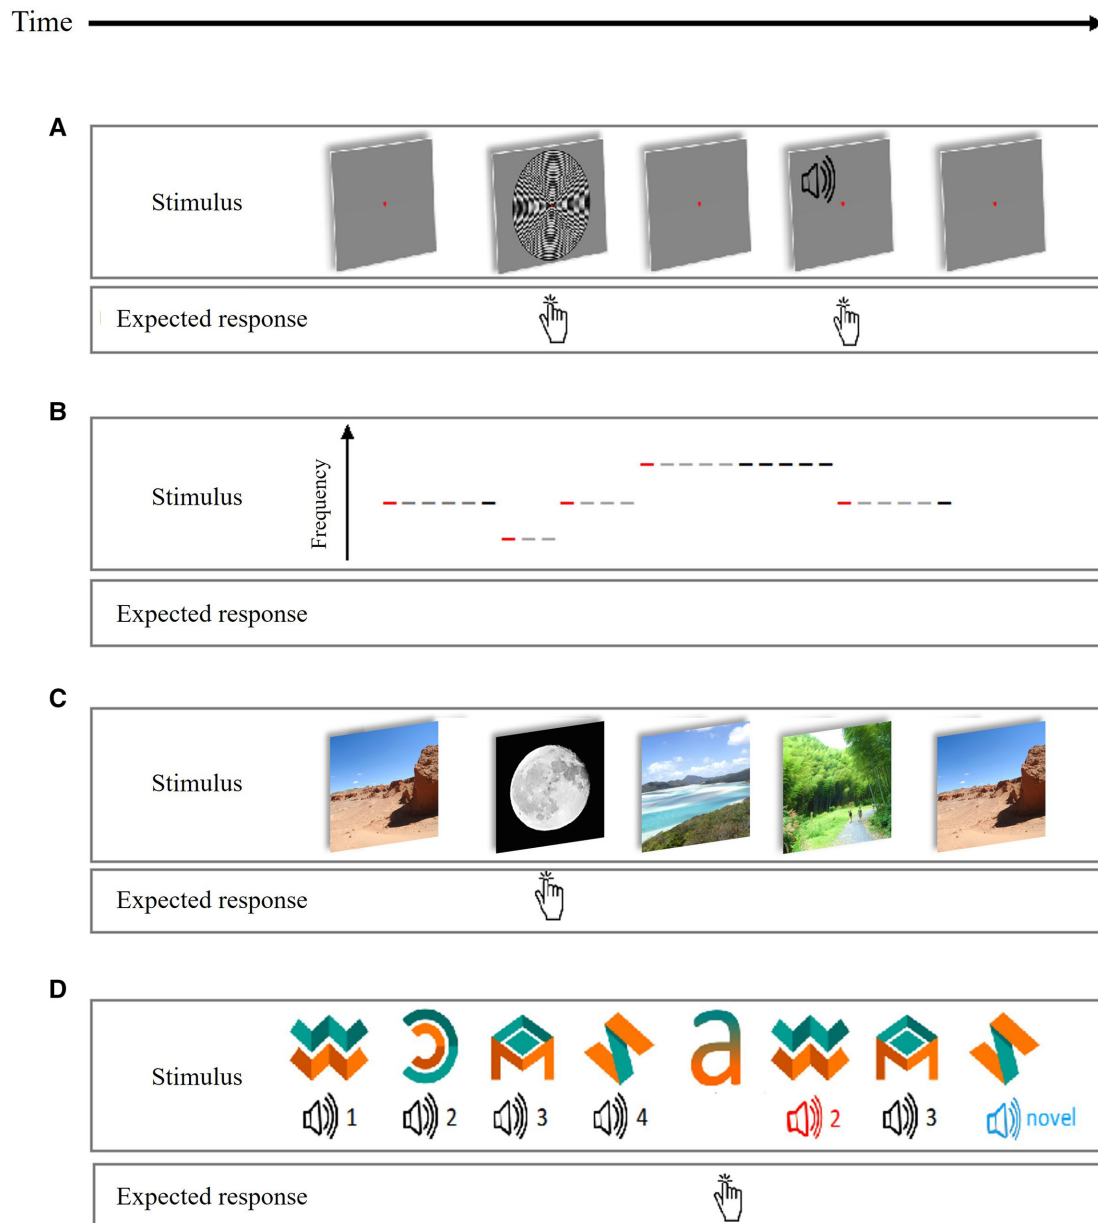 Time
A
Stimulus
Expected response
B
Stimulus
Frequency
Expected response
C
Stimulus
Expected response
D
Stimulus
a
1 2 3 4 2 3 novel
Expected response